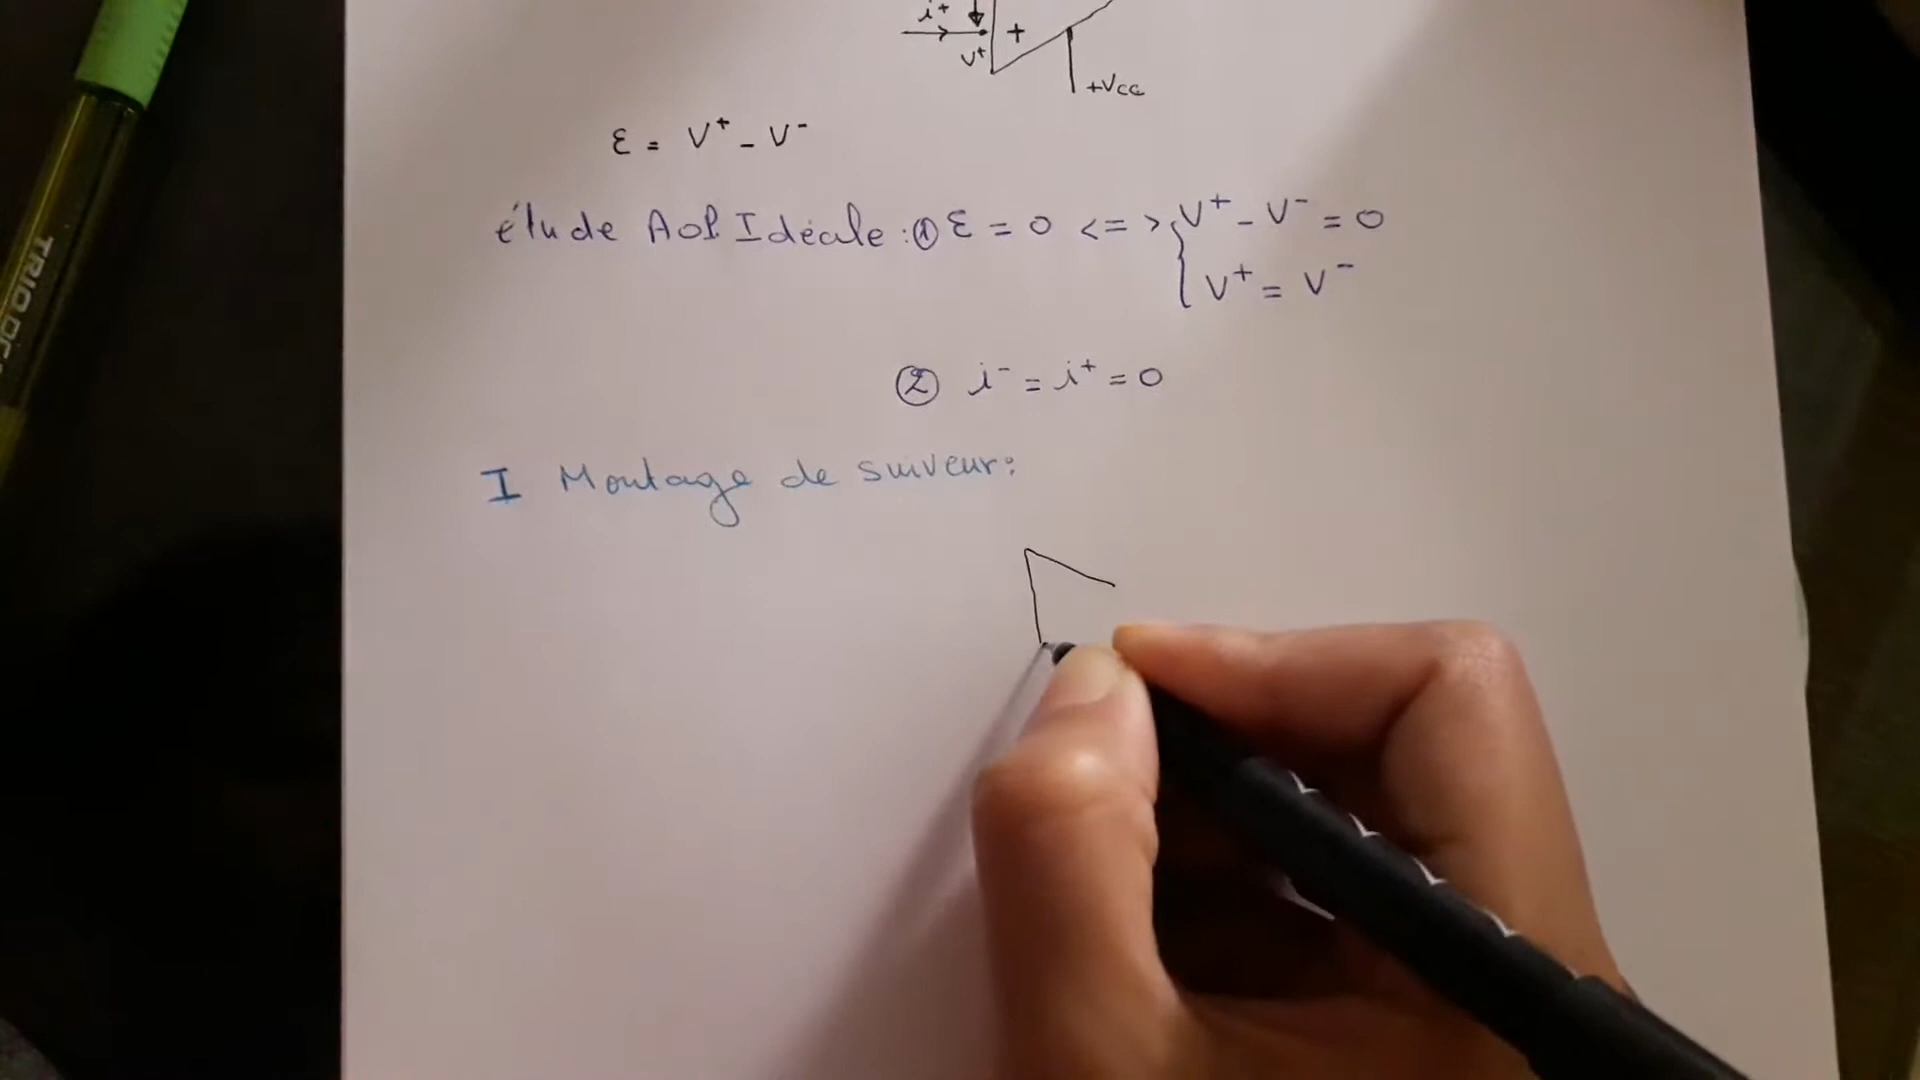 i+
+
V+
+Vcc
ε = V+ - V-
étude AOP Idéale : ① ε = 0 <=> { V+ - V- = 0
V+ = V-
② i- = i+ = 0
I Montage de suiveur :
TRIO